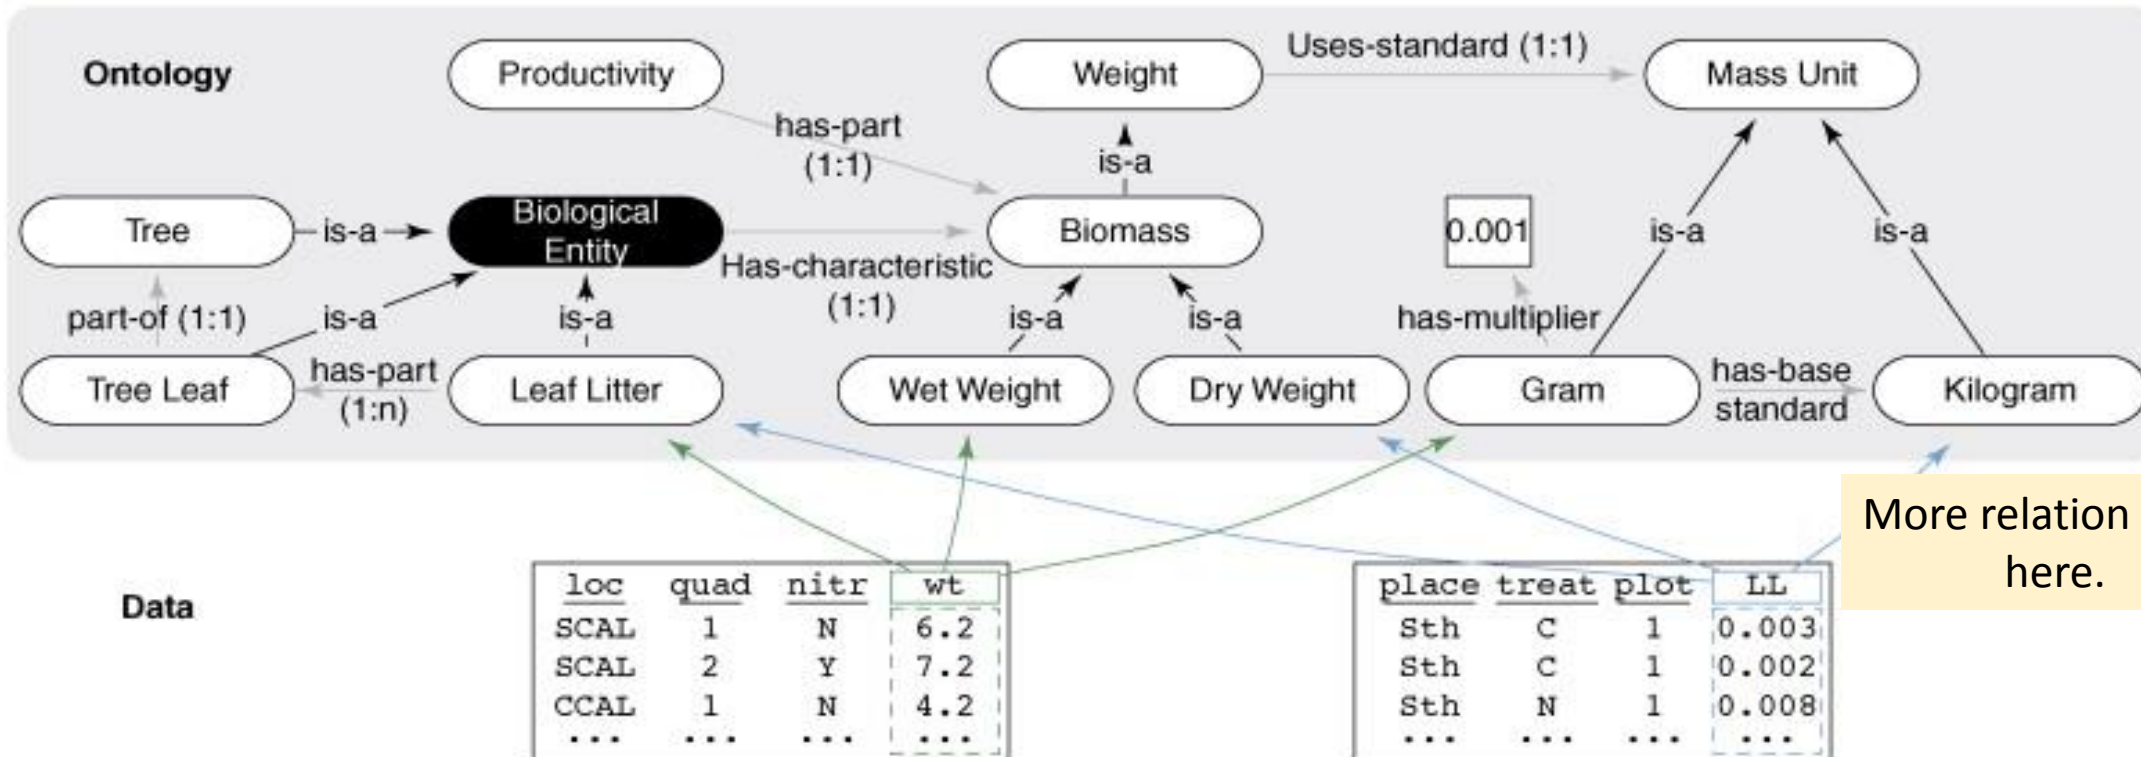 Ontology
Productivity
Weight
Uses-standard (1:1)
Mass Unit
has-part
(1:1)
is-a
Tree
is-a
Biological
Entity
Has-characteristic
(1:1)
Biomass
0.001
is-a
is-a
part-of (1:1)
is-a
is-a
is-a
is-a
has-multiplier
Tree Leaf
has-part
(1:n)
Leaf Litter
Wet Weight
Dry Weight
Gram
has-base
standard
Kilogram
More relation
here.
Data
loc quad nitr wt
SCAL 1 N 6.2
SCAL 2 Y 7.2
CCAL 1 N 4.2
... ... ... ...
place treat plot LL
Sth C 1 0.003
Sth C 1 0.002
Sth N 1 0.008
... ... ... ...